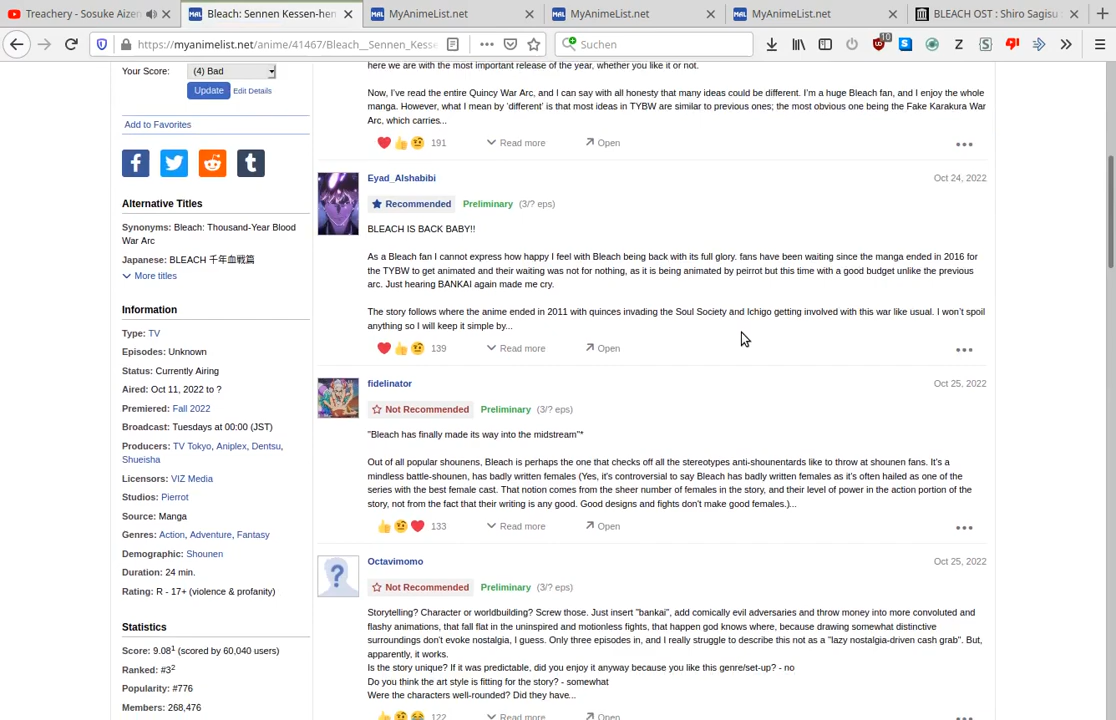 Treachery - Sosuke Aizen
Bleach: Sennen Kessen-hen
MyAnimeList.net
MyAnimeList.net
MyAnimeList.net
BLEACH OST : Shiro Sagisu
https://myanimelist.net/anime/41467/Bleach__Sennen_Kesse
Suchen
10
Your Score:
(4) Bad
Update
Edit Details
Add to Favorites
Alternative Titles
Synonyms: Bleach: Thousand-Year Blood
War Arc
Japanese: BLEACH 千年血戦篇
More titles
Information
Type: TV
Episodes: Unknown
Status: Currently Airing
Aired: Oct 11, 2022 to ?
Premiered: Fall 2022
Broadcast: Tuesdays at 00:00 (JST)
Producers: TV Tokyo, Aniplex, Dentsu,
Shueisha
Licensors: VIZ Media
Studios: Pierrot
Source: Manga
Genres: Action, Adventure, Fantasy
Demographic: Shounen
Duration: 24 min.
Rating: R - 17+ (violence & profanity)
Statistics
Score: 9.08¹ (scored by 60,040 users)
Ranked: #3²
Popularity: #776
Members: 268,476
here we are with the most important release of the year, whether you like it or not.
Now, I've read the entire Quincy War Arc, and I can say with all honesty that many ideas could be different. I'm a huge Bleach fan, and I enjoy the whole
manga. However, what I mean by 'different' is that most ideas in TYBW are similar to previous ones; the most obvious one being the Fake Karakura War
Arc, which carries...
191
Read more
Open
Eyad_Alshabibi
Oct 24, 2022
Recommended
Preliminary (3/? eps)
BLEACH IS BACK BABY!!
As a Bleach fan I cannot express how happy I feel with Bleach being back with its full glory. fans have been waiting since the manga ended in 2016 for
the TYBW to get animated and their waiting was not for nothing, as it is being animated by peirrot but this time with a good budget unlike the previous
arc. Just hearing BANKAI again made me cry.
The story follows where the anime ended in 2011 with quinces invading the Soul Society and Ichigo getting involved with this war like usual. I won't spoil
anything so I will keep it simple by...
139
Read more
Open
fidelinator
Oct 25, 2022
Not Recommended
Preliminary (3/? eps)
"Bleach has finally made its way into the midstream"*
Out of all popular shounens, Bleach is perhaps the one that checks off all the stereotypes anti-shounentards like to throw at shounen fans. It's a
mindless battle-shounen, has badly written females (Yes, it's controversial to say Bleach has badly written females as it's often hailed as one of the
series with the best female cast. That notion comes from the sheer number of females in the story, and their level of power in the action portion of the
story, not from the fact that their writing is any good. Good designs and fights don't make good females.)...
133
Read more
Open
Octavimomo
Oct 25, 2022
Not Recommended
Preliminary (3/? eps)
Storytelling? Character or worldbuilding? Screw those. Just insert "bankai", add comically evil adversaries and throw money into more convoluted and
flashy animations, that fall flat in the uninspired and motionless fights, that happen god knows where, because drawing somewhat distinctive
surroundings don't evoke nostalgia, I guess. Only three episodes in, and I really struggle to describe this not as a "lazy nostalgia-driven cash grab". But,
apparently, it works.
Is the story unique? If it was predictable, did you enjoy it anyway because you like this genre/set-up? - no
Do you think the art style is fitting for the story? - somewhat
Were the characters well-rounded? Did they have...
122
Read more
Open